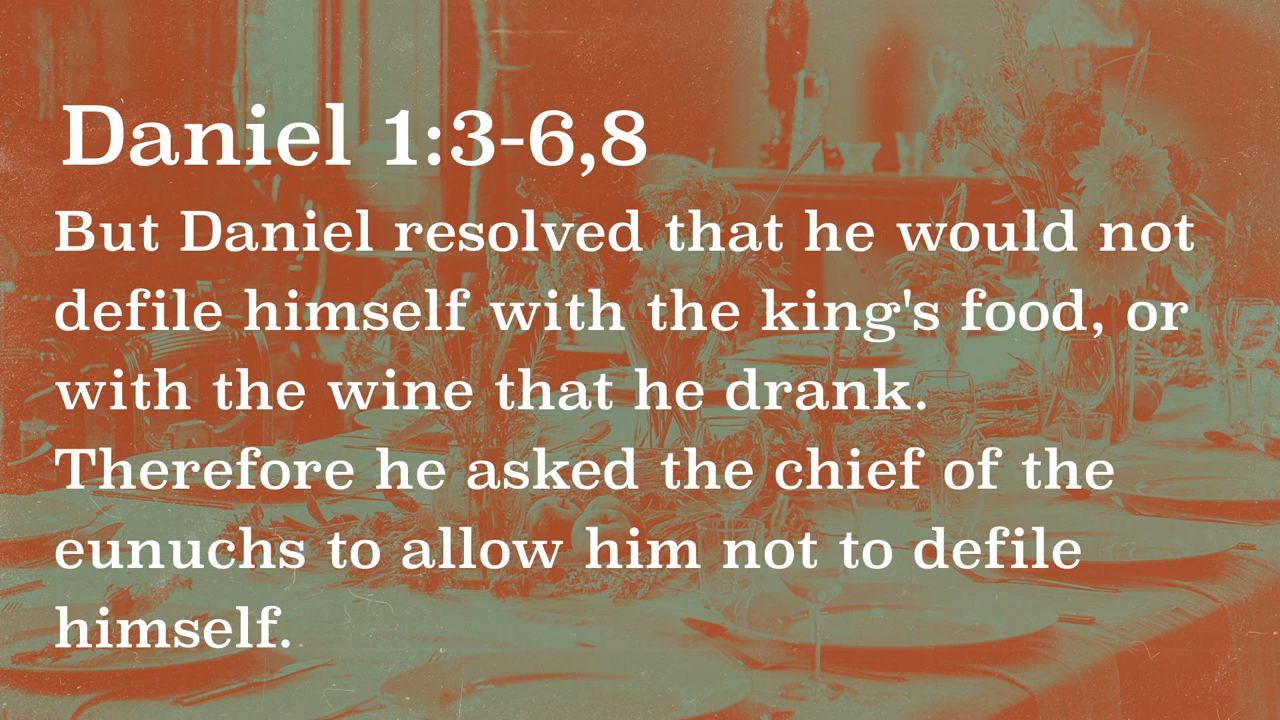 Daniel 1:3-6,8
But Daniel resolved that he would not
defile himself with the king's food, or
with the wine that he drank.
Therefore he asked the chief of the
eunuchs to allow him not to defile
himself.